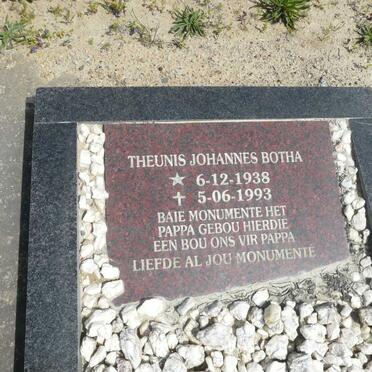 THEUNIS JOHANNES BOTHA
★ 6-12-1938
✝ 5-06-1993
BAIE MONUMENTE HET
PAPPA GEBOU HIERDIE
EEN BOU ONS VIR PAPPA
LIEFDE AL JOU MONUMENTE